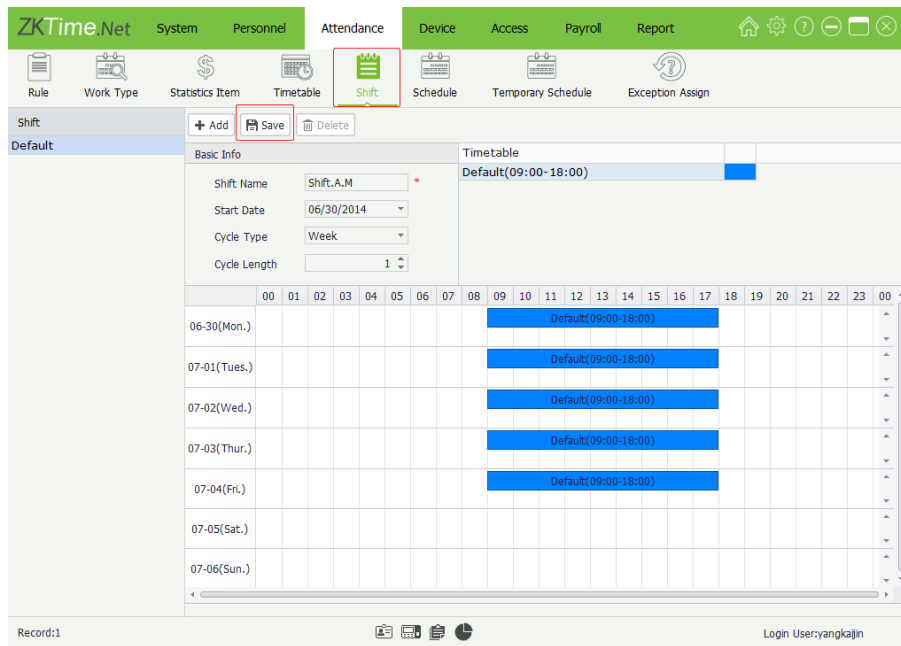 ZKTime.Net System Personnel Attendance Device Access Payroll Report
Rule Work Type Statistics Item Timetable Shift Schedule Temporary Schedule Exception Assign
Shift
Default
Add Save Delete
Basic Info
Shift Name Shift.A.M *
Start Date 06/30/2014
Cycle Type Week
Cycle Length 1
Timetable
Default(09:00-18:00)
00 01 02 03 04 05 06 07 08 09 10 11 12 13 14 15 16 17 18 19 20 21 22 23 00
06-30(Mon.) Default(09:00-18:00)
07-01(Tues.) Default(09:00-18:00)
07-02(Wed.) Default(09:00-18:00)
07-03(Thur.) Default(09:00-18:00)
07-04(Fri.) Default(09:00-18:00)
07-05(Sat.)
07-06(Sun.)
Record:1 Login User:yangkaijin